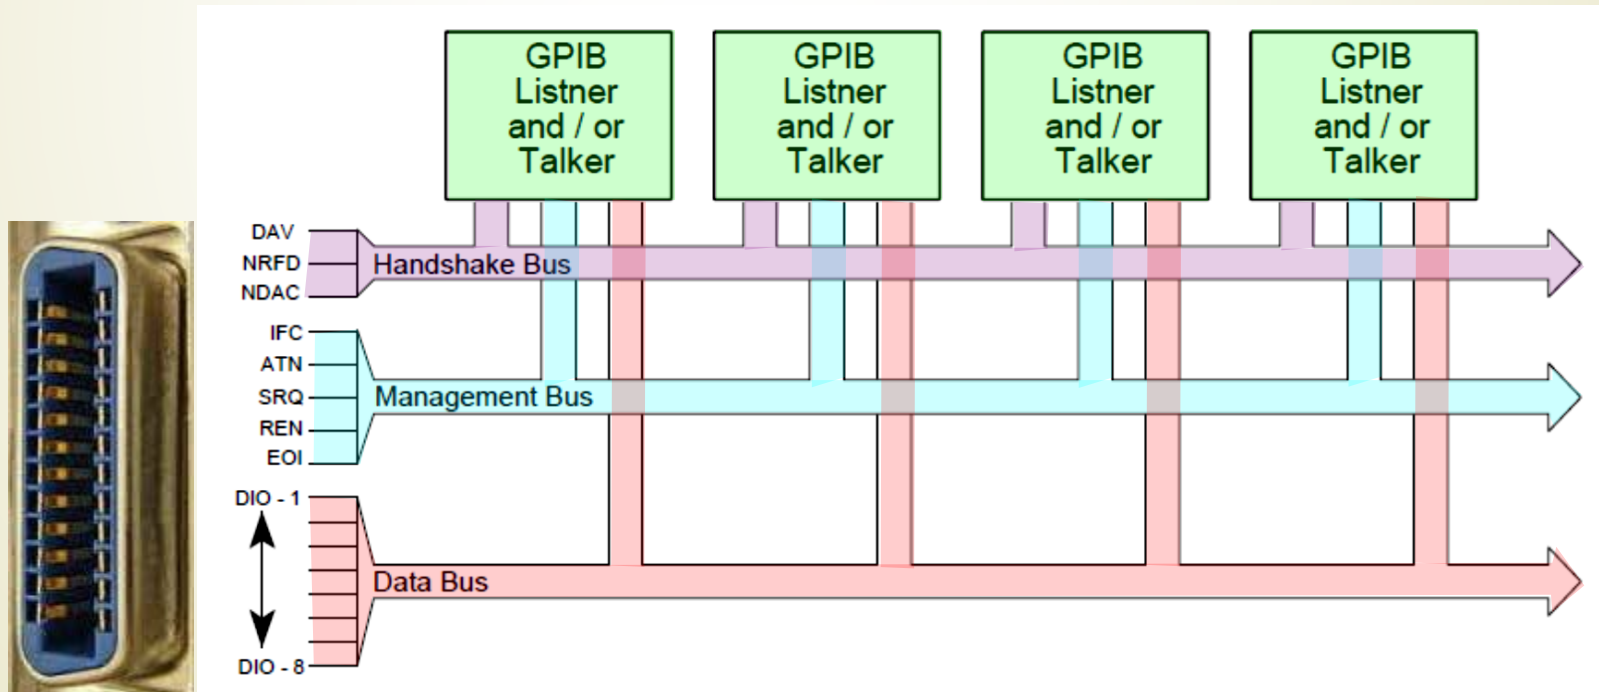 GPIB
Listner
and / or
Talker
GPIB
Listner
and / or
Talker
GPIB
Listner
and / or
Talker
GPIB
Listner
and / or
Talker
DAV
NRFD
NDAC
Handshake Bus
IFC
ATN
SRQ
REN
EOI
Management Bus
DIO - 1
Data Bus
DIO - 8